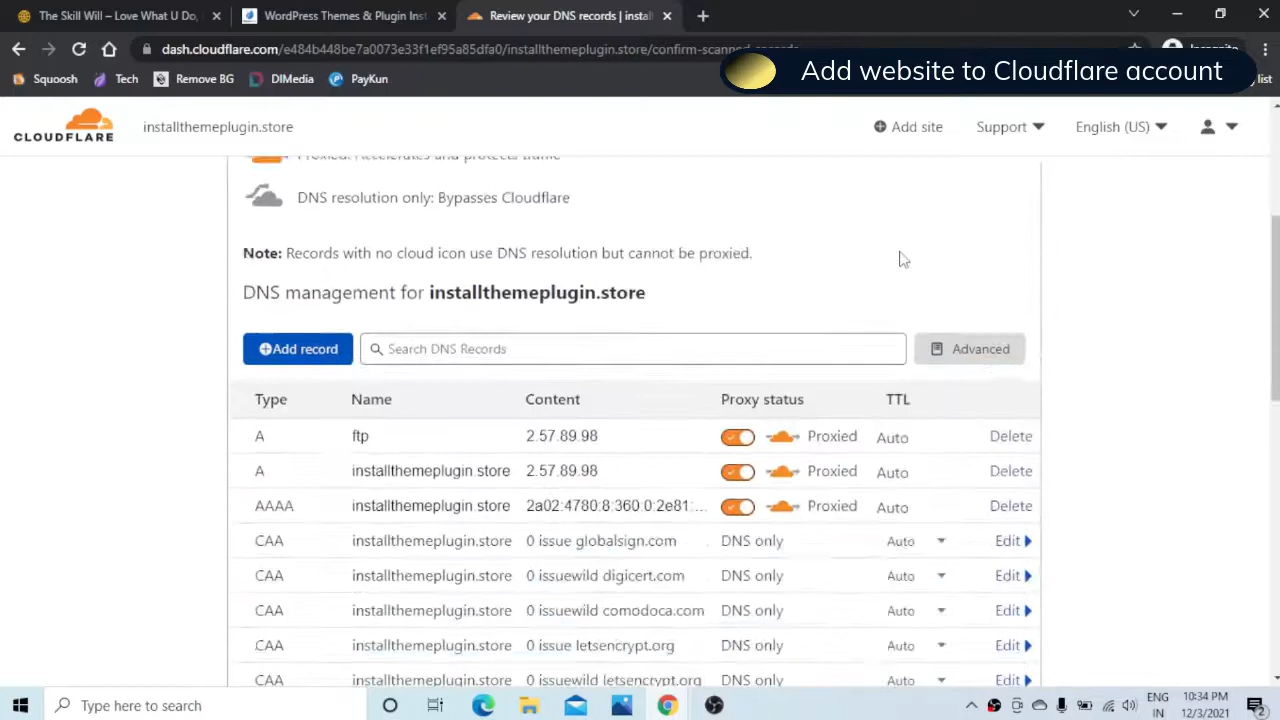 The Skill Will – Love What U Do,
WordPress Themes & Plugin Inst
Review your DNS records | instal
dash.cloudflare.com/e484b448be7a0073e33f1ef95a85dfa0/installthemeplugin.store/confirm-scanned-records
Squoosh
Tech
Remove BG
DIMedia
PayKun
list
Add website to Cloudflare account
CLOUDFLARE
installthemeplugin.store
Add site
Support
English (US)
Proxied: Accelerates and protects traffic
DNS resolution only: Bypasses Cloudflare
Note: Records with no cloud icon use DNS resolution but cannot be proxied.
DNS management for installthemeplugin.store
Add record
Search DNS Records
Advanced
Type Name Content Proxy status TTL
A ftp 2.57.89.98 Proxied Auto Delete
A installthemeplugin.store 2.57.89.98 Proxied Auto Delete
AAAA installthemeplugin.store 2a02:4780:8:360:0:2e81:... Proxied Auto Delete
CAA installthemeplugin.store 0 issue globalsign.com DNS only Auto Edit
CAA installthemeplugin.store 0 issuewild digicert.com DNS only Auto Edit
CAA installthemeplugin.store 0 issuewild comodoca.com DNS only Auto Edit
CAA installthemeplugin.store 0 issue letsencrypt.org DNS only Auto Edit
CAA installthemeplugin.store 0 issuewild letsencrypt.org DNS only Auto Edit
Type here to search
ENG
IN
10:34 PM
12/3/2021
2